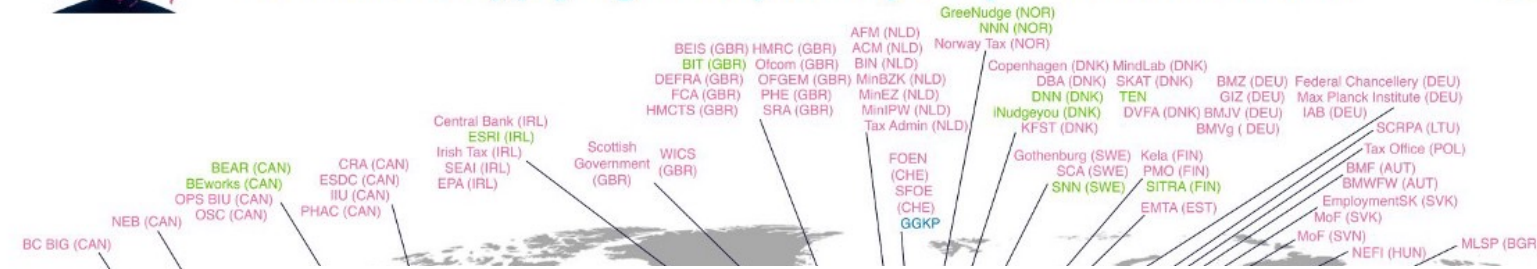 GreeNudge (NOR)
NNN (NOR)
Norway Tax (NOR)
AFM (NLD)
ACM (NLD)
BIN (NLD)
MinBZK (NLD)
MinEZ (NLD)
MinIPW (NLD)
Tax Admin (NLD)
BEIS (GBR) HMRC (GBR)
BIT (GBR) Ofcom (GBR)
DEFRA (GBR) OFGEM (GBR)
FCA (GBR) PHE (GBR)
HMCTS (GBR) SRA (GBR)
Copenhagen (DNK) MindLab (DNK)
DBA (DNK) SKAT (DNK)
DNN (DNK) TEN
iNudgeyou (DNK) DVFA (DNK)
KFST (DNK)
BMZ (DEU) Federal Chancellery (DEU)
GIZ (DEU) Max Planck Institute (DEU)
BMJV (DEU) IAB (DEU)
BMVg ( DEU)
Central Bank (IRL)
ESRI (IRL)
Irish Tax (IRL)
SEAI (IRL)
EPA (IRL)
Scottish
Government
(GBR)
WICS
(GBR)
FOEN
(CHE)
SFOE
(CHE)
GGKP
Gothenburg (SWE) Kela (FIN)
SCA (SWE) PMO (FIN)
SNN (SWE) SITRA (FIN)
EMTA (EST)
SCRPA (LTU)
Tax Office (POL)
BMF (AUT)
BMWFW (AUT)
EmploymentSK (SVK)
MoF (SVK)
MoF (SVN)
NEFI (HUN)
MLSP (BGR
BEAR (CAN)
BEworks (CAN)
OPS BIU (CAN)
OSC (CAN)
CRA (CAN)
ESDC (CAN)
IIU (CAN)
PHAC (CAN)
NEB (CAN)
BC BIG (CAN)